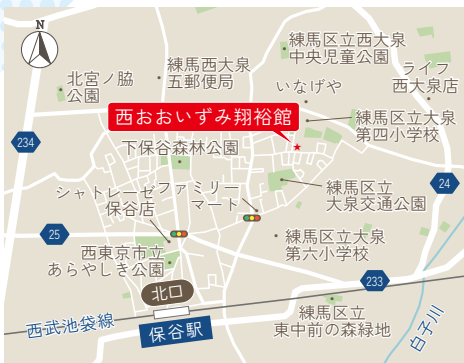 N
練馬区立西大泉
中央児童公園
練馬西大泉
五郵便局
ライフ
西大泉店
北宮ノ脇
公園
いなげや
西おおいずみ翔裕館
練馬区立大泉
第四小学校
234
下保谷森林公園
24
シャトレーゼ
保谷店
ファミリー
マート
練馬区立
大泉交通公園
25
西東京市立
あらやしき公園
練馬区立大泉
第六小学校
北口
233
西武池袋線
保谷駅
練馬区立
東中前の森緑地
白子川